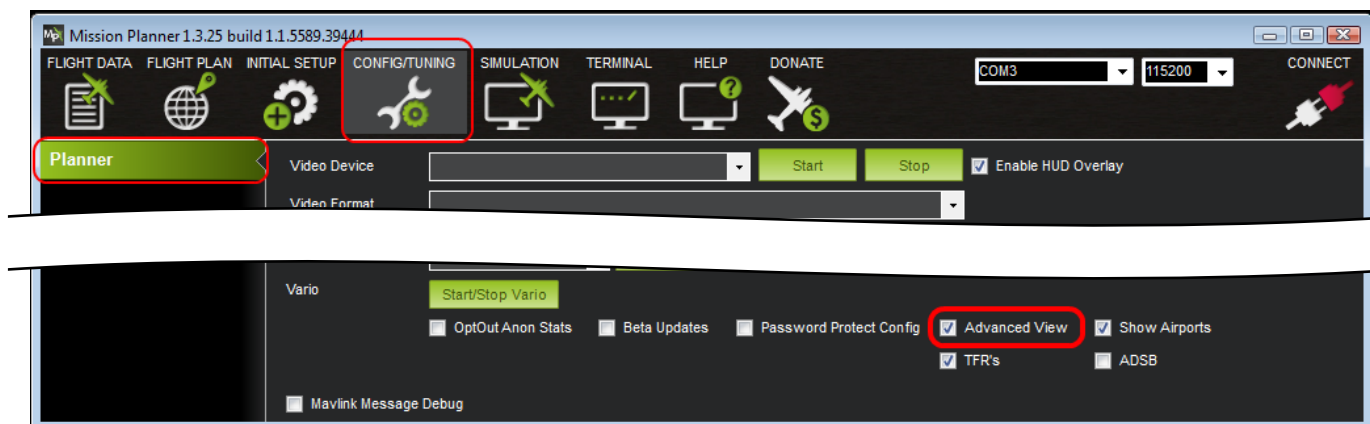 Mission Planner 1.3.25 build 1.1.5589.39444
FLIGHT DATA FLIGHT PLAN INITIAL SETUP CONFIG/TUNING SIMULATION TERMINAL HELP DONATE COM3 115200 CONNECT
Planner
Video Device Start Stop Enable HUD Overlay
Video Format
Vario Start/Stop Vario
OptOut Anon Stats Beta Updates Password Protect Config Advanced View Show Airports
TFR's ADSB
Mavlink Message Debug